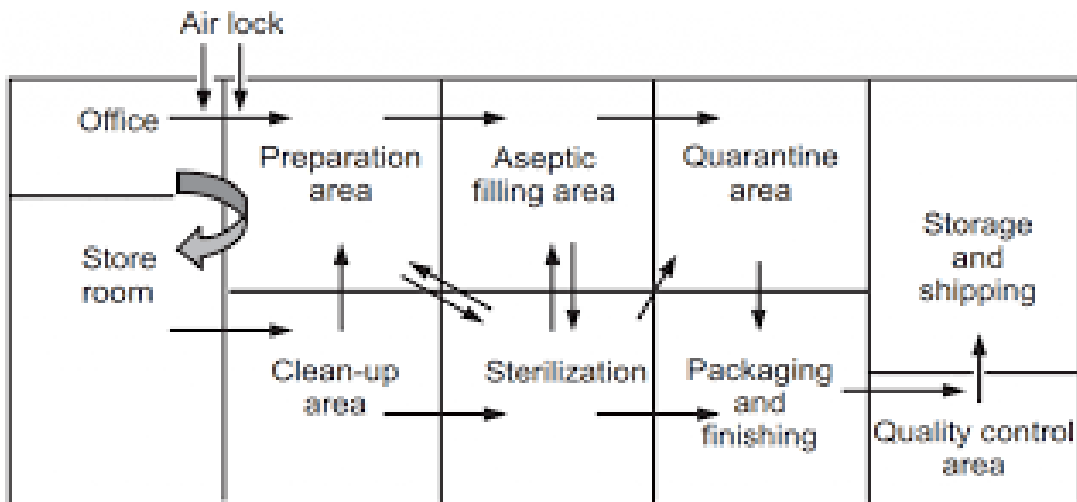 Air lock
Office
Preparation
area
Aseptic
filling area
Quarantine
area
Store
room
Storage
and
shipping
Clean-up
area
Sterilization
Packaging
and
finishing
Quality control
area